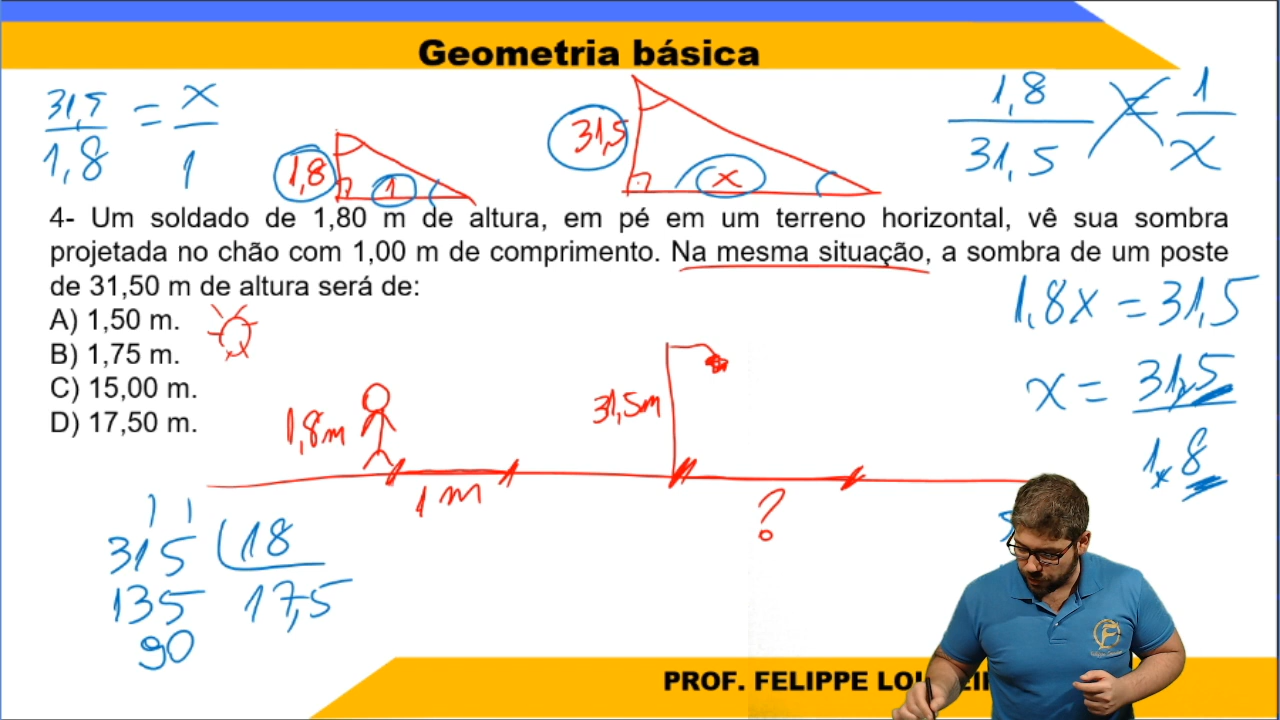 Geometria básica
31,5 = x
1,8 1
1,8
1
31,5
x
1,8 = 1
31,5 x
4- Um soldado de 1,80 m de altura, em pé em um terreno horizontal, vê sua sombra
projetada no chão com 1,00 m de comprimento. Na mesma situação, a sombra de um poste
de 31,50 m de altura será de:
A) 1,50 m.
B) 1,75 m.
C) 15,00 m.
D) 17,50 m.
1,8x = 31,5
x = 31,5
1,8
1,8m
1 m
31,5m
?
315 18
135 17,5
90
PROF. FELIPPE